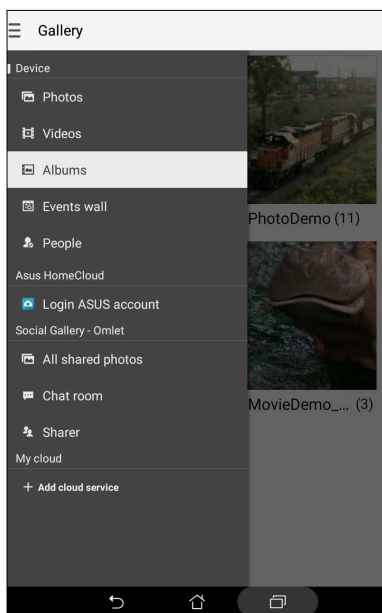 Gallery
Device
Photos
Videos
Albums
Events wall
People
Asus HomeCloud
Login ASUS account
Social Gallery - Omlet
All shared photos
Chat room
Sharer
My cloud
+ Add cloud service
PhotoDemo (11)
MovieDemo_... (3)